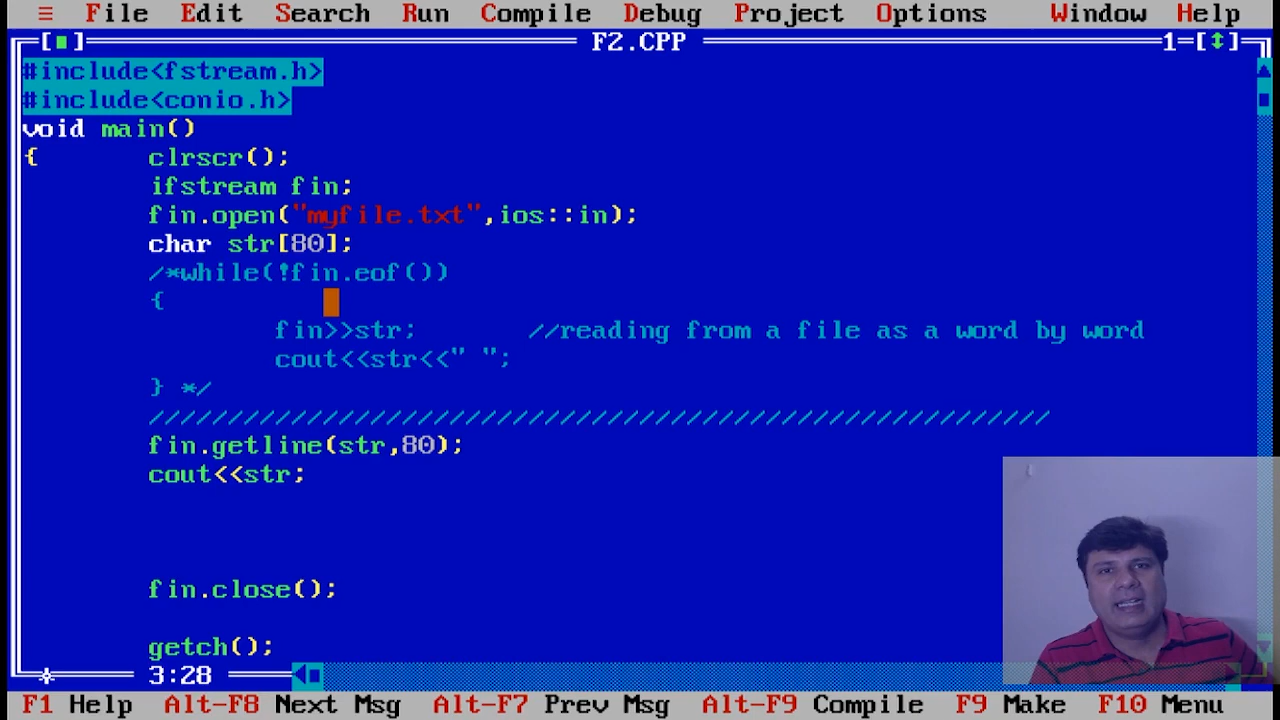 ≡ File Edit Search Run Compile Debug Project Options Window Help
[■] F2.CPP 1=[↕]
#include<fstream.h>
#include<conio.h>
void main()
{ clrscr();
ifstream fin;
fin.open("myfile.txt",ios::in);
char str[80];
/*while(!fin.eof())
{
fin>>str; //reading from a file as a word by word
cout<<str<<" ";
} */
/////////////////////////////////////////////////////////
fin.getline(str,80);
cout<<str;
fin.close();
getch();
3:28
F1 Help Alt-F8 Next Msg Alt-F7 Prev Msg Alt-F9 Compile F9 Make F10 Menu